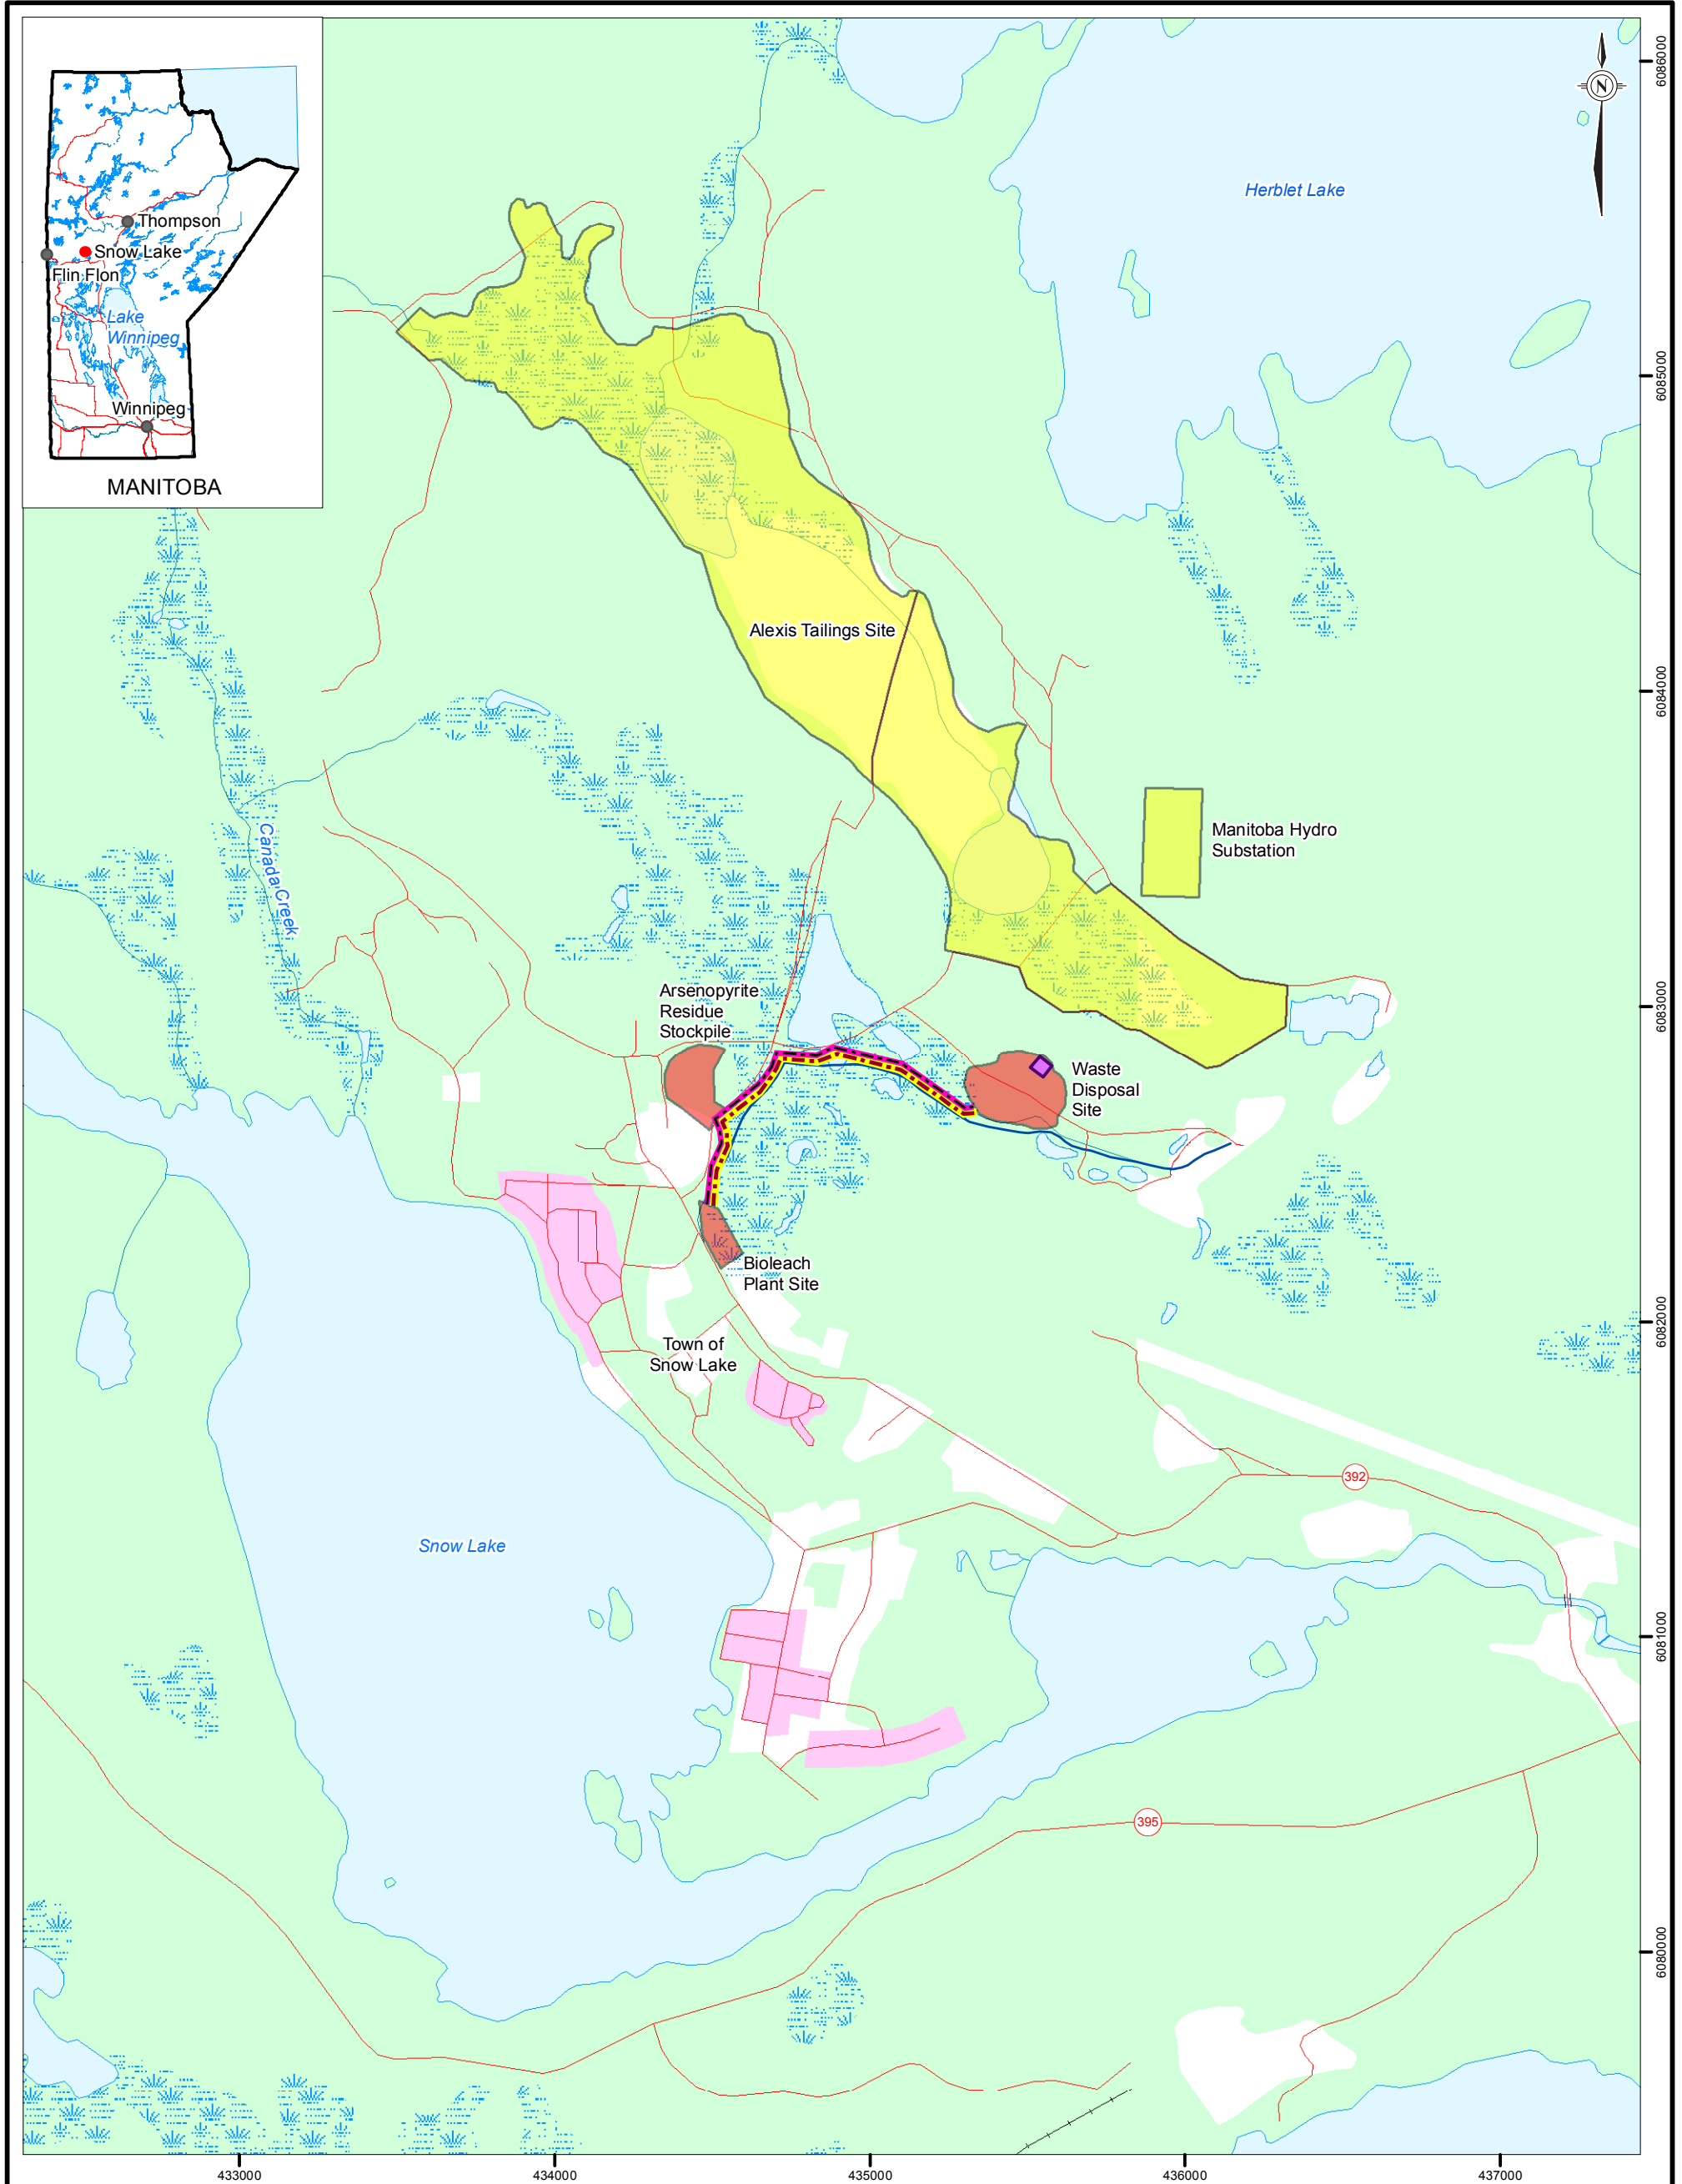 Thompson
Snow Lake
Flin Flon
Lake
Winnipeg
Winnipeg
MANITOBA
N
Herblet Lake
6086000
6085000
6084000
6083000
6082000
6081000
6080000
Alexis Tailings Site
Manitoba Hydro
Substation
Canada Creek
Arsenopyrite
Residue
Stockpile
Waste
Disposal
Site
Bioleach
Plant Site
Town of
Snow Lake
392
Snow Lake
395
433000
434000
435000
436000
437000